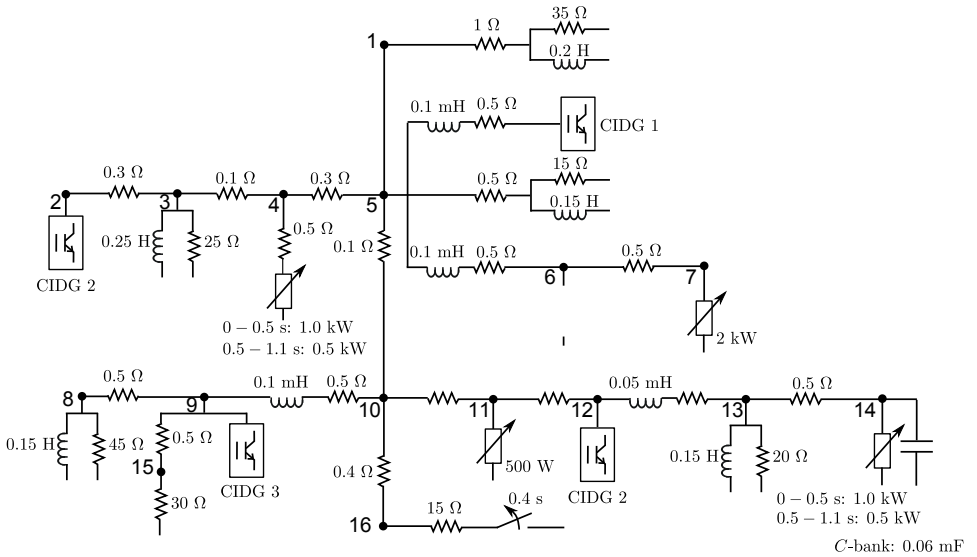 1
1 Ω
35 Ω
0.2 H
0.1 mH
0.5 Ω
CIDG 1
2
0.3 Ω
3
0.1 Ω
4
0.3 Ω
5
0.5 Ω
15 Ω
0.15 H
0.25 H
25 Ω
0.5 Ω
0.1 Ω
CIDG 2
0.1 mH
0.5 Ω
6
0.5 Ω
7
2 kW
0 – 0.5 s: 1.0 kW
0.5 – 1.1 s: 0.5 kW
8
0.5 Ω
9
0.1 mH
0.5 Ω
10
11
12
0.05 mH
13
0.5 Ω
14
0.15 H
45 Ω
0.5 Ω
15
30 Ω
CIDG 3
0.4 Ω
500 W
CIDG 2
0.15 H
20 Ω
16
15 Ω
0.4 s
0 – 0.5 s: 1.0 kW
0.5 – 1.1 s: 0.5 kW
C-bank: 0.06 mF